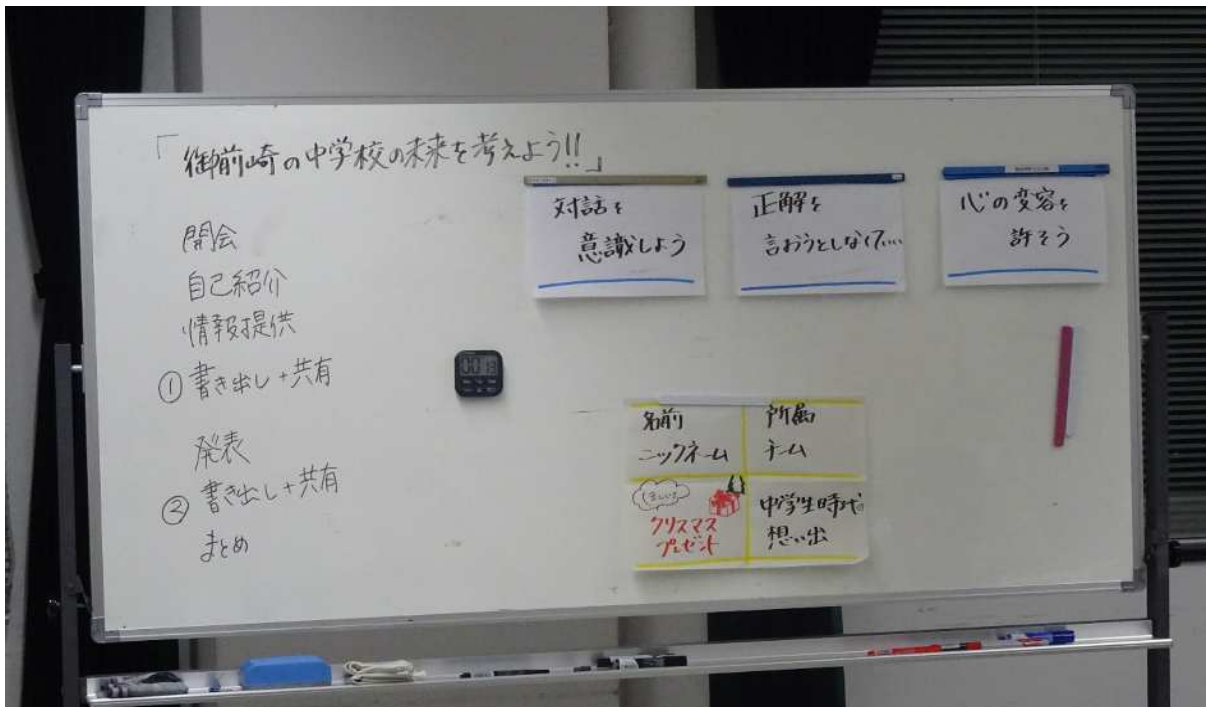 「御前崎の中学校の未来を考えよう!!」
開会
自己紹介
情報提供
①書き出し+共有
発表
②書き出し+共有
まとめ
対話を
意識しよう
正解を
言おうとしなくていい
心の変容を
許そう
名前
ニックネーム
所属
チーム
ほしい!
クリスマス
プレゼント
中学生時代の
想い出